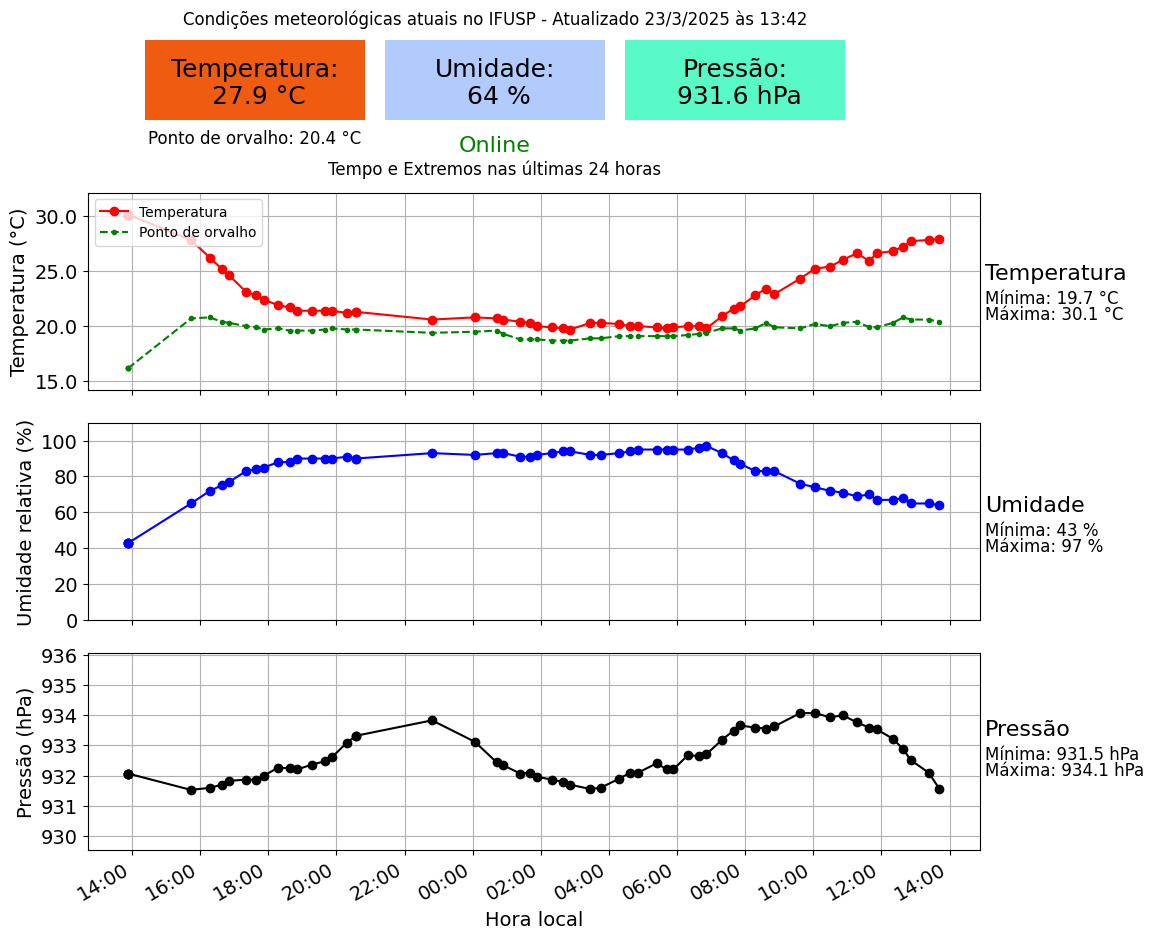 Condições meteorológicas atuais no IFUSP - Atualizado 23/3/2025 às 13:42
Temperatura:
27.9 °C
Umidade:
64 %
Pressão:
931.6 hPa
Ponto de orvalho: 20.4 °C
Online
Tempo e Extremos nas últimas 24 horas
Temperatura (°C)
30.0
25.0
20.0
15.0
Temperatura
Ponto de orvalho
Temperatura
Mínima: 19.7 °C
Máxima: 30.1 °C
Umidade relativa (%)
100
80
60
40
20
0
Umidade
Mínima: 43 %
Máxima: 97 %
Pressão (hPa)
936
935
934
933
932
931
930
Pressão
Mínima: 931.5 hPa
Máxima: 934.1 hPa
14:00 16:00 18:00 20:00 22:00 00:00 02:00 04:00 06:00 08:00 10:00 12:00 14:00
Hora local